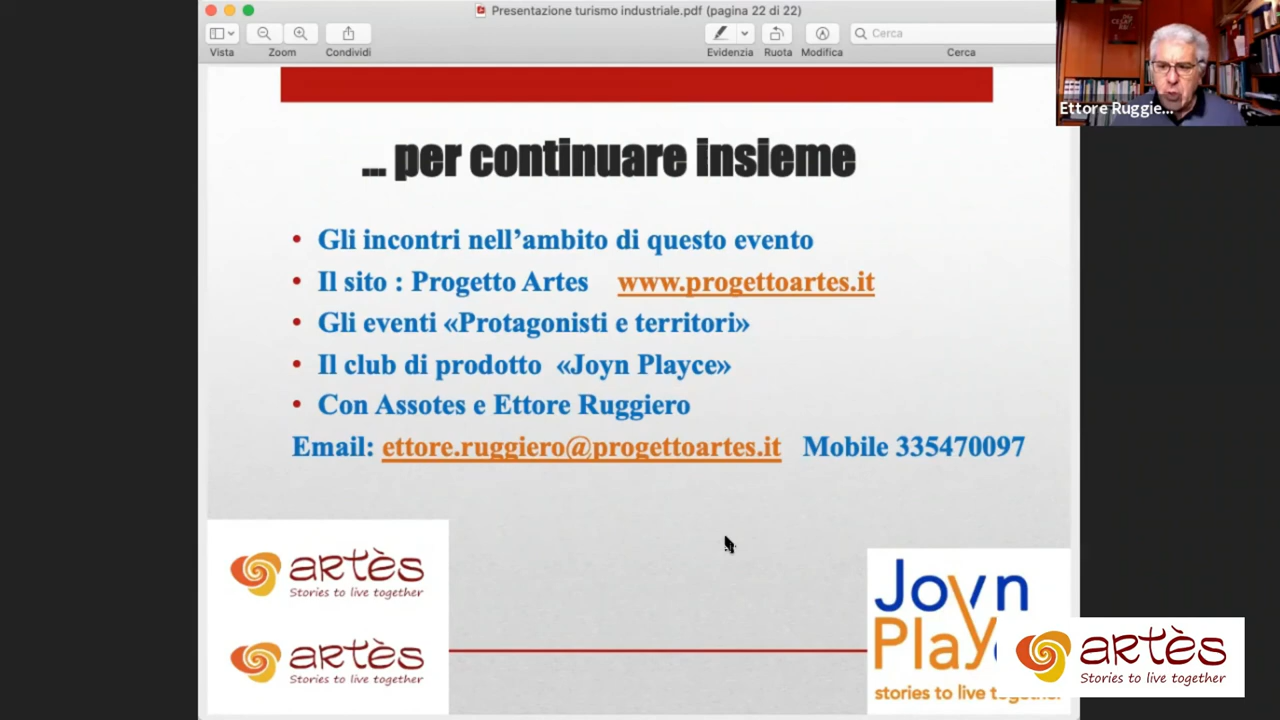 Presentazione turismo industriale.pdf (pagina 22 di 22)
Vista
Zoom
Condividi
Evidenzia
Ruota
Modifica
Cerca
Cerca
Ettore Ruggie...
... per continuare insieme
• Gli incontri nell’ambito di questo evento
• Il sito : Progetto Artes www.progettoartes.it
• Gli eventi «Protagonisti e territori»
• Il club di prodotto «Joyn Playce»
• Con Assotes e Ettore Ruggiero
Email: ettore.ruggiero@progettoartes.it Mobile 335470097
artès
Stories to live together
artès
Stories to live together
Joyn
stories to live
artès
Stories to live together